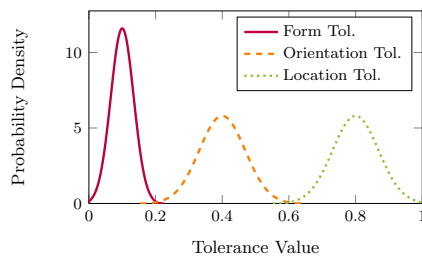 Form Tol.
Orientation Tol.
Location Tol.
Probability Density
10
5
0
0 0.2 0.4 0.6 0.8 1
Tolerance Value